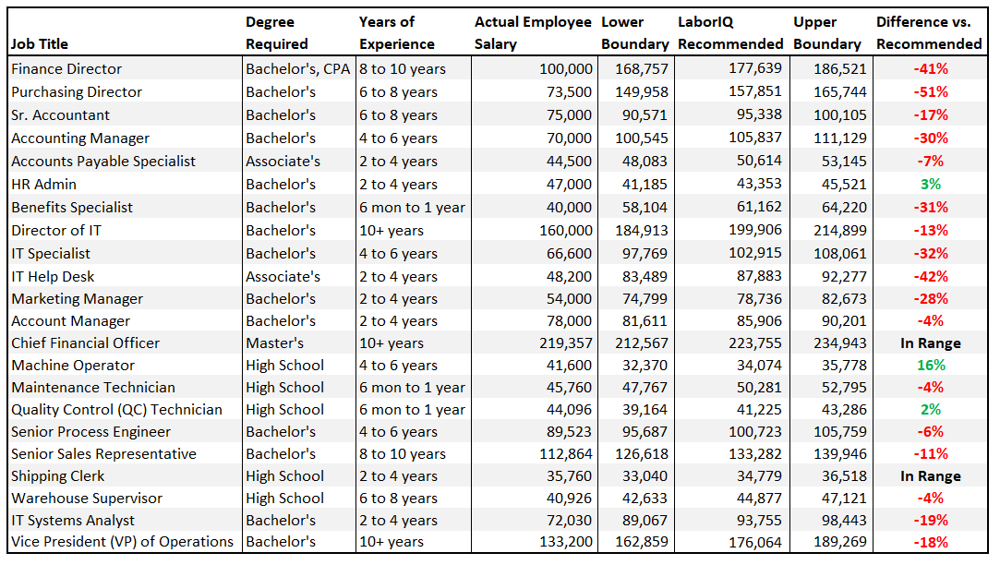 Degree Years of Actual Employee Lower LaborIQ Upper Difference vs.
Job Title Required Experience Salary Boundary Recommended Boundary Recommended
Finance Director Bachelor's, CPA 8 to 10 years 100,000 168,757 177,639 186,521 -41%
Purchasing Director Bachelor's 6 to 8 years 73,500 149,958 157,851 165,744 -51%
Sr. Accountant Bachelor's 6 to 8 years 75,000 90,571 95,338 100,105 -17%
Accounting Manager Bachelor's 4 to 6 years 70,000 100,545 105,837 111,129 -30%
Accounts Payable Specialist Associate's 2 to 4 years 44,500 48,083 50,614 53,145 -7%
HR Admin Bachelor's 2 to 4 years 47,000 41,185 43,353 45,521 3%
Benefits Specialist Bachelor's 6 mon to 1 year 40,000 58,104 61,162 64,220 -31%
Director of IT Bachelor's 10+ years 160,000 184,913 199,906 214,899 -13%
IT Specialist Bachelor's 4 to 6 years 66,600 97,769 102,915 108,061 -32%
IT Help Desk Associate's 2 to 4 years 48,200 83,489 87,883 92,277 -42%
Marketing Manager Bachelor's 2 to 4 years 54,000 74,799 78,736 82,673 -28%
Account Manager Bachelor's 2 to 4 years 78,000 81,611 85,906 90,201 -4%
Chief Financial Officer Master's 10+ years 219,357 212,567 223,755 234,943 In Range
Machine Operator High School 4 to 6 years 41,600 32,370 34,074 35,778 16%
Maintenance Technician High School 6 mon to 1 year 45,760 47,767 50,281 52,795 -4%
Quality Control (QC) Technician High School 6 mon to 1 year 44,096 39,164 41,225 43,286 2%
Senior Process Engineer Bachelor's 4 to 6 years 89,523 95,687 100,723 105,759 -6%
Senior Sales Representative Bachelor's 8 to 10 years 112,864 126,618 133,282 139,946 -11%
Shipping Clerk High School 2 to 4 years 35,760 33,040 34,779 36,518 In Range
Warehouse Supervisor High School 6 to 8 years 40,926 42,633 44,877 47,121 -4%
IT Systems Analyst Bachelor's 2 to 4 years 72,030 89,067 93,755 98,443 -19%
Vice President (VP) of Operations Bachelor's 10+ years 133,200 162,859 176,064 189,269 -18%